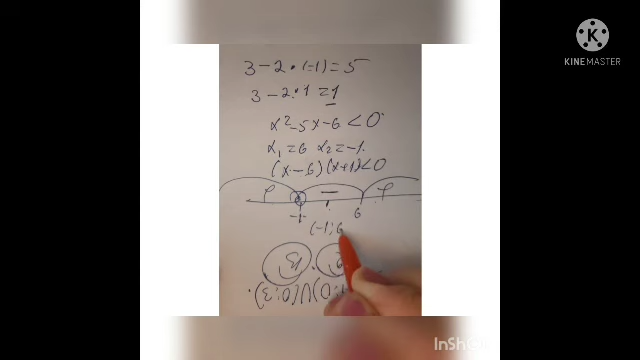 KINEMASTER
3 - 2 • (-1) = 5
3 - 2 • 1 = 1
x² - 5x - 6 < 0
x₁ = 6 x₂ = -1.
(x - 6)(x+1) < 0
+ - +
-1 6
(-1; 6
InShO